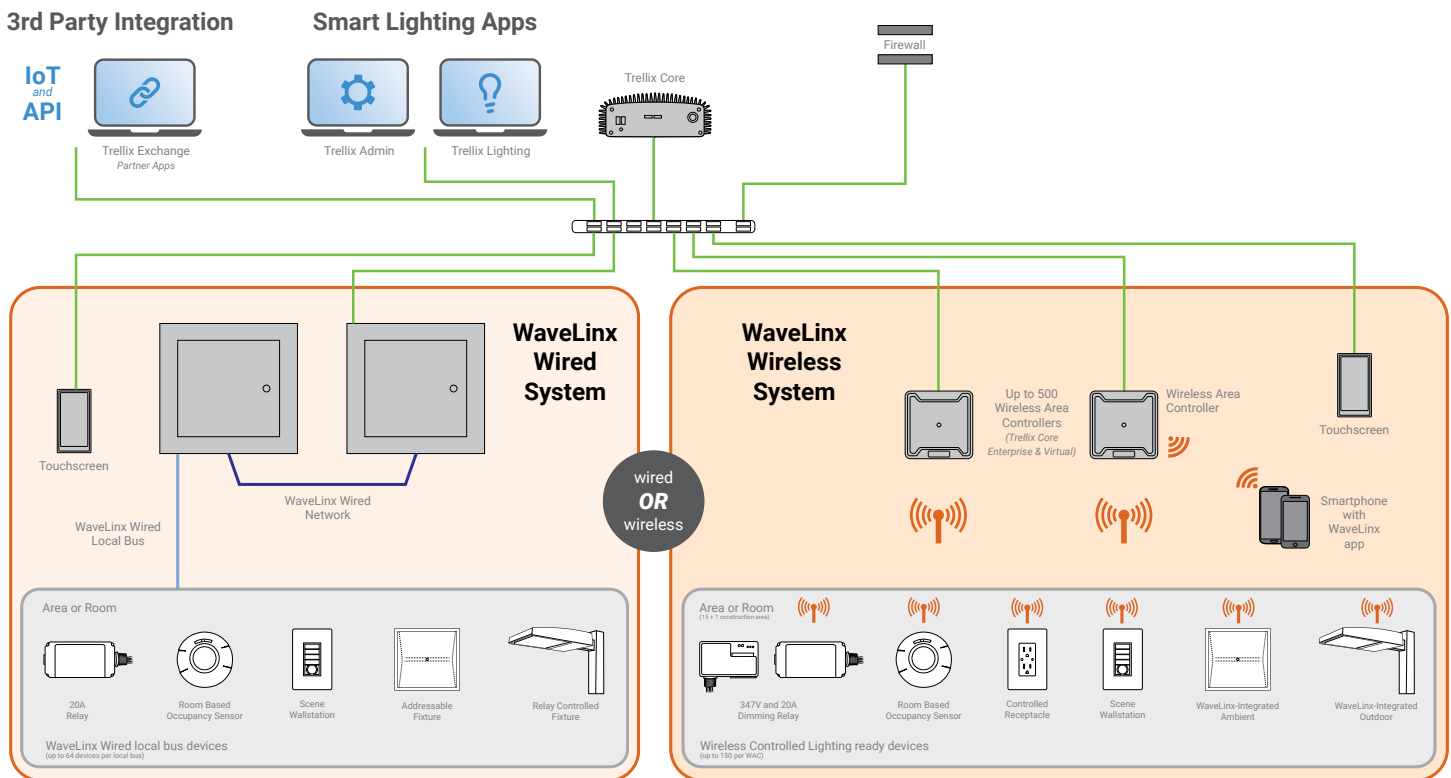 3rd Party Integration
Smart Lighting Apps
IoT
and
API
Trellix Exchange
Partner Apps
Trellix Admin
Trellix Lighting
Trellix Core
Firewall
WaveLinx
Wired
System
Touchscreen
WaveLinx Wired
Network
WaveLinx Wired
Local Bus
Area or Room
20A
Relay
Room Based
Occupancy Sensor
Scene
Wallstation
Addressable
Fixture
Relay Controlled
Fixture
WaveLinx Wired local bus devices
(up to 64 devices per local bus)
wired
OR
wireless
WaveLinx
Wireless
System
Up to 500
Wireless Area
Controllers
(Trellix Core
Enterprise & Virtual)
Wireless Area
Controller
Touchscreen
Smartphone
with
WaveLinx
app
Area or Room
(15 + 1 construction area)
347V and 20A
Dimming Relay
Room Based
Occupancy Sensor
Controlled
Receptacle
Scene
Wallstation
WaveLinx-Integrated
Ambient
WaveLinx-Integrated
Outdoor
Wireless Controlled Lighting ready devices
(up to 150 per WAC)